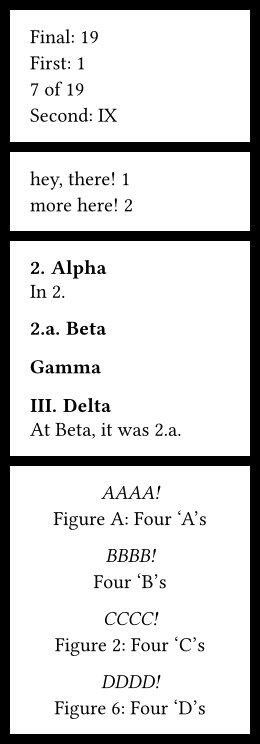 Final: 19
First: 1
7 of 19
Second: IX
hey, there! 1
more here! 2
2. Alpha
In 2.
2.a. Beta
Gamma
III. Delta
At Beta, it was 2.a.
AAAA!
Figure A: Four ‘A’s
BBBB!
Four ‘B’s
CCCC!
Figure 2: Four ‘C’s
DDDD!
Figure 6: Four ‘D’s